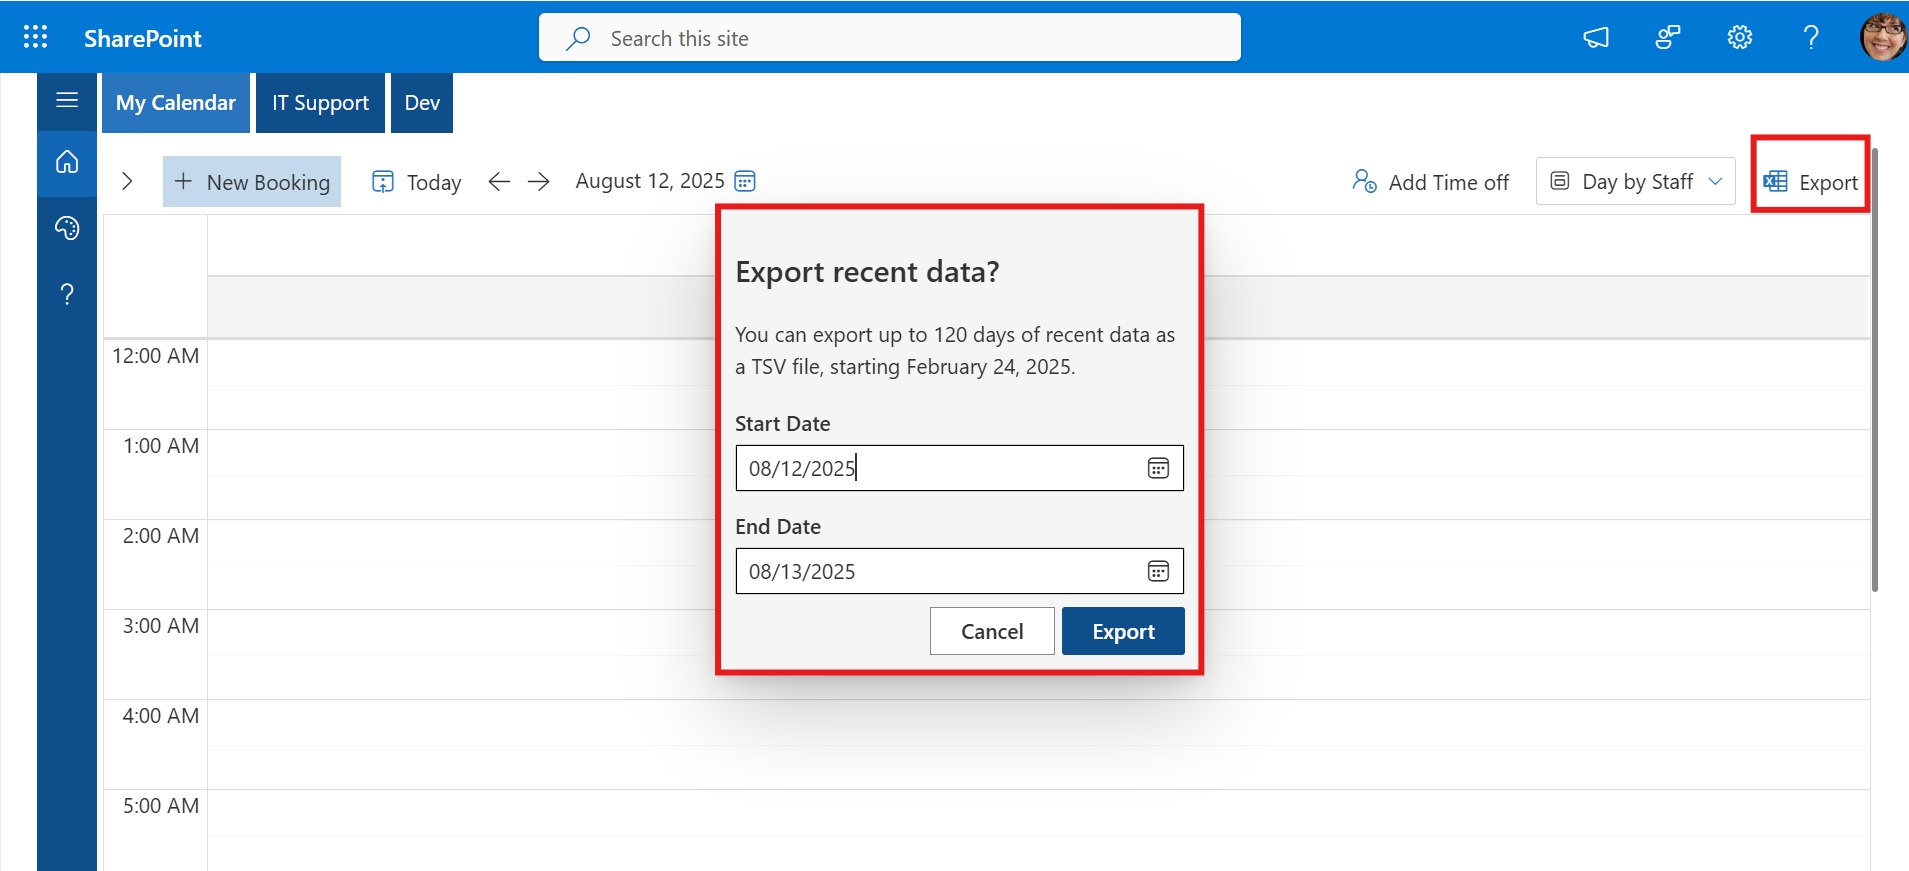 SharePoint
Search this site
My Calendar
IT Support
Dev
New Booking
Today
August 12, 2025
Add Time off
Day by Staff
Export
Export recent data?
You can export up to 120 days of recent data as
a TSV file, starting February 24, 2025.
Start Date
08/12/2025
End Date
08/13/2025
Cancel
Export
12:00 AM
1:00 AM
2:00 AM
3:00 AM
4:00 AM
5:00 AM